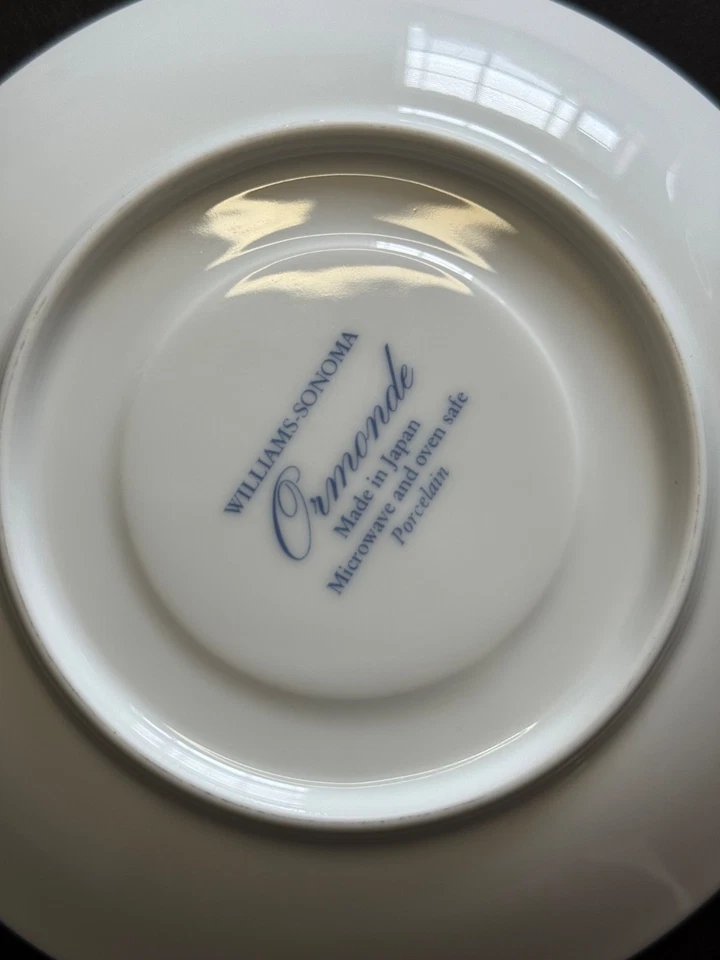 WILLIAMS-SONOMA
Ormonde
Made in Japan
Microwave and oven safe
Porcelain